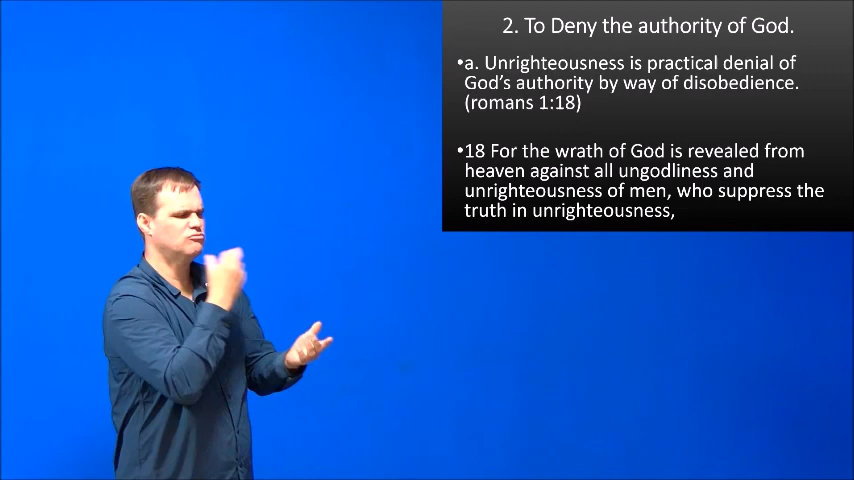 2. To Deny the authority of God.
•a. Unrighteousness is practical denial of
God's authority by way of disobedience.
(romans 1:18)
•18 For the wrath of God is revealed from
heaven against all ungodliness and
unrighteousness of men, who suppress the
truth in unrighteousness,